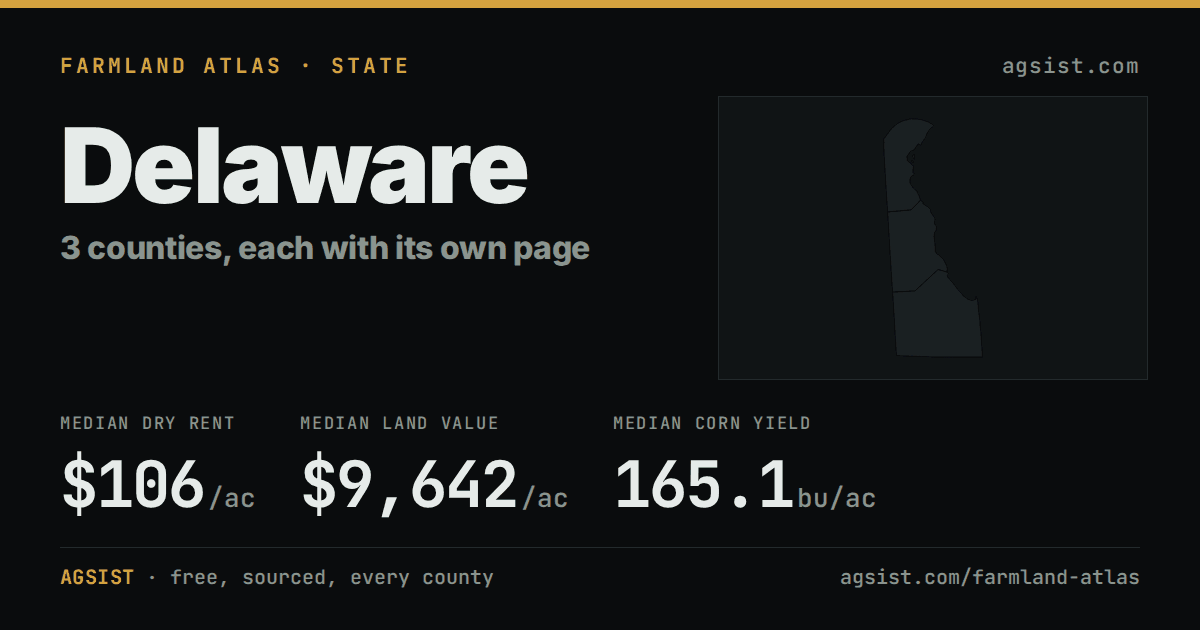 FARMLAND ATLAS · STATE
agsist.com
Delaware
3 counties, each with its own page
MEDIAN DRY RENT
$106/ac
MEDIAN LAND VALUE
$9,642/ac
MEDIAN CORN YIELD
165.1bu/ac
AGSIST · free, sourced, every county
agsist.com/farmland-atlas